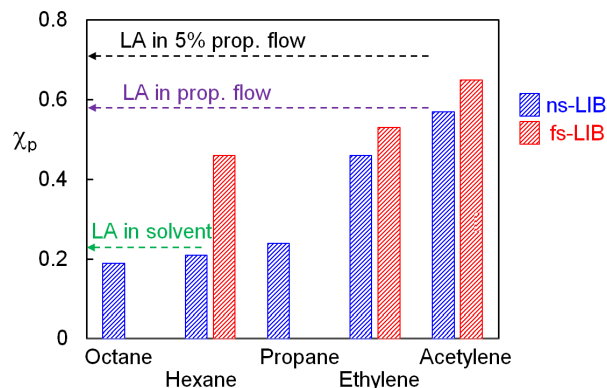 0.8
LA in 5% prop. flow
LA in prop. flow
0.6
ns-LIB
fs-LIB
χp
0.4
LA in solvent
0.2
0
Octane
Propane
Acetylene
Hexane
Ethylene